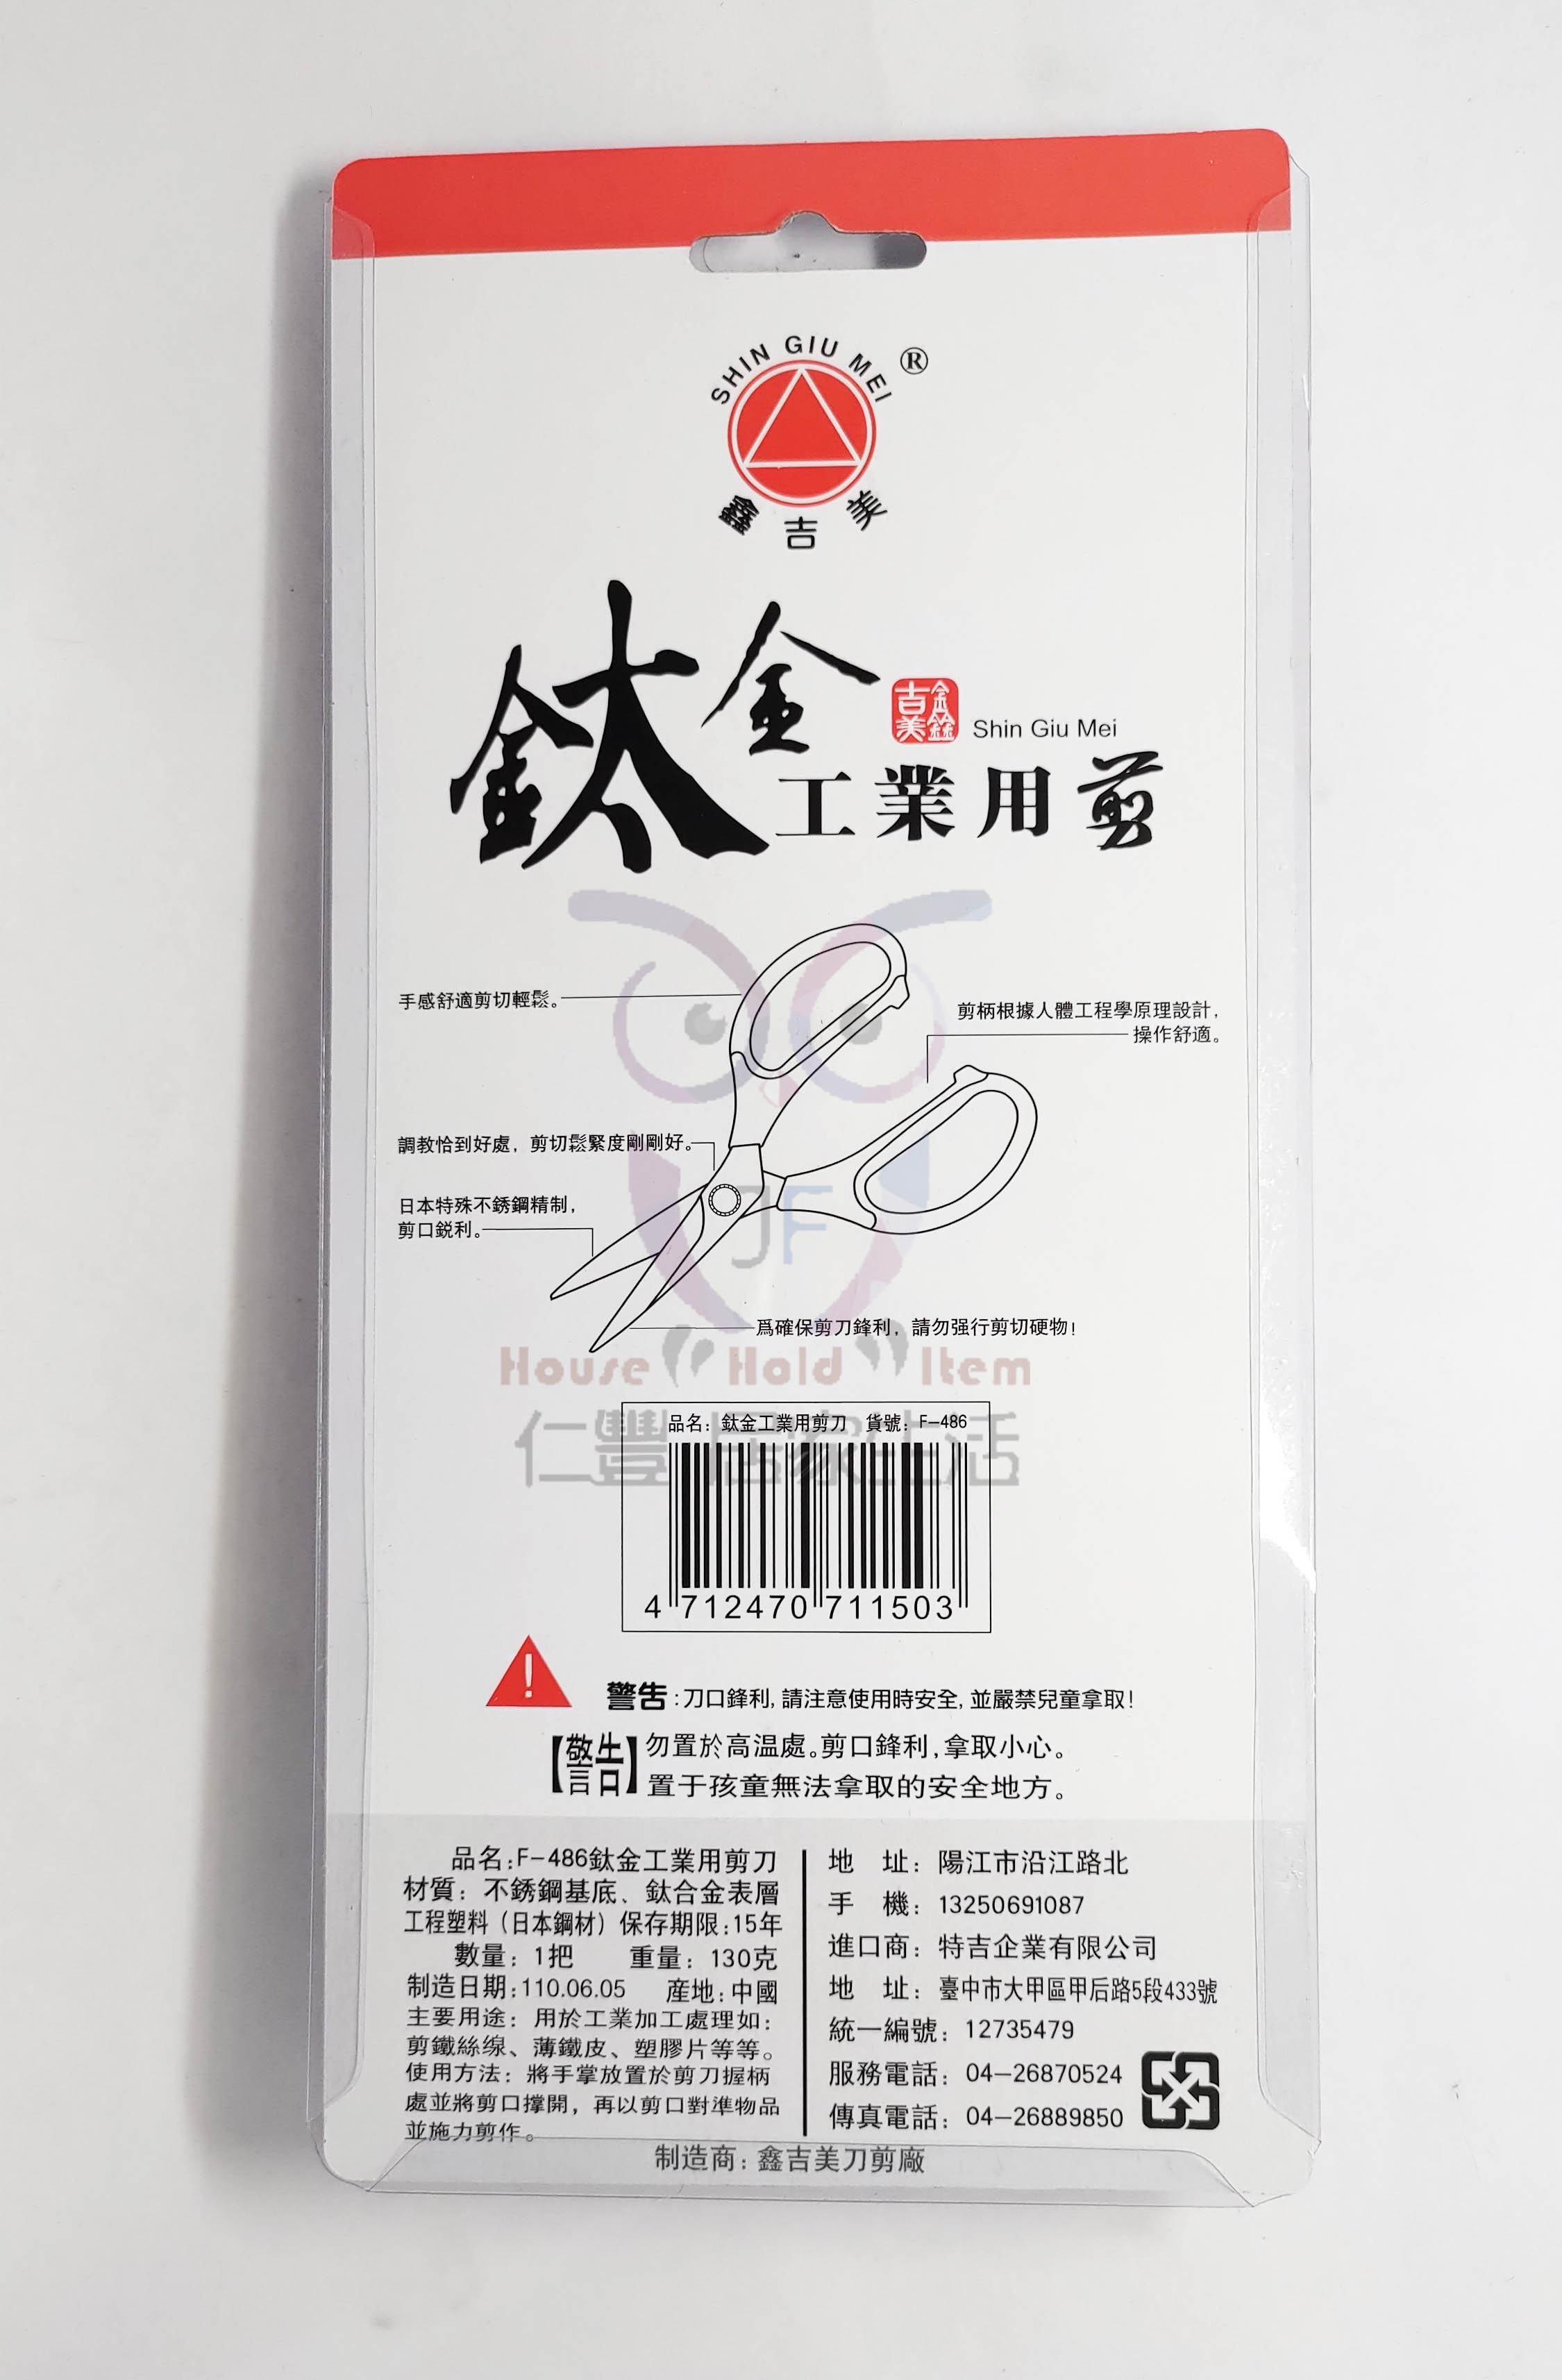 SHIN GIU MEI ®
鑫吉美
鈦金
鑫吉美 Shin Giu Mei
工業用剪
手感舒適剪切輕鬆。
剪柄根據人體工程學原理設計，
操作舒適。
調教恰到好處，剪切鬆緊度剛剛好。
日本特殊不銹鋼精制，
剪口鋭利。
JF
爲確保剪刀鋒利，請勿强行剪切硬物！
House Hold Item
仁豐 居家生活
品名：鈦金工業用剪刀 貨號：F-486
4 712470 711503
警告：刀口鋒利，請注意使用時安全，並嚴禁兒童拿取！
【警告】勿置於高温處。剪口鋒利，拿取小心。
置于孩童無法拿取的安全地方。
品名：F-486鈦金工業用剪刀
材質：不銹鋼基底、鈦合金表層
工程塑料（日本鋼材）保存期限：15年
數量：1把 重量：130克
制造日期：110.06.05 産地：中國
主要用途：用於工業加工處理如：
剪鐵絲線、薄鐵皮、塑膠片等等。
使用方法：將手掌放置於剪刀握柄
處並將剪口撑開，再以剪口對準物品
並施力剪作。
地 址：陽江市沿江路北
手 機：13250691087
進口商：特吉企業有限公司
地 址：臺中市大甲區甲后路5段433號
統一編號：12735479
服務電話：04-26870524
傳真電話：04-26889850
制造商：鑫吉美刀剪廠